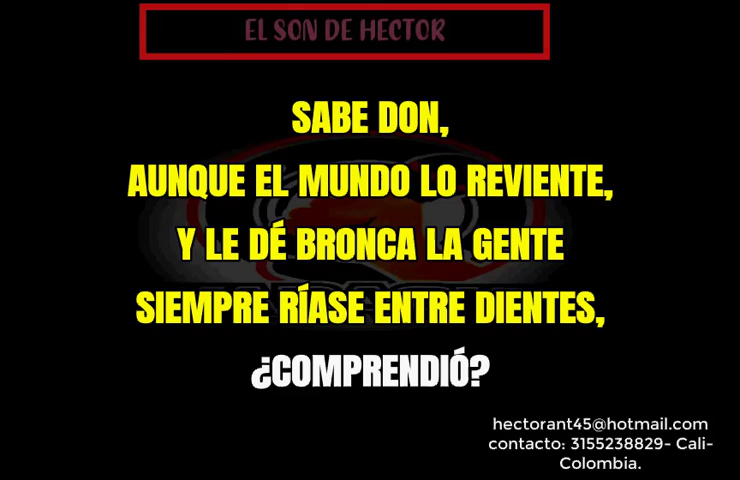 EL SON DE HECTOR
SABE DON,
AUNQUE EL MUNDO LO REVIENTE,
Y LE DÉ BRONCA LA GENTE
SIEMPRE RÍASE ENTRE DIENTES,
¿COMPRENDIÓ?
hectorant45@hotmail.com
contacto: 3155238829- Cali-
Colombia.